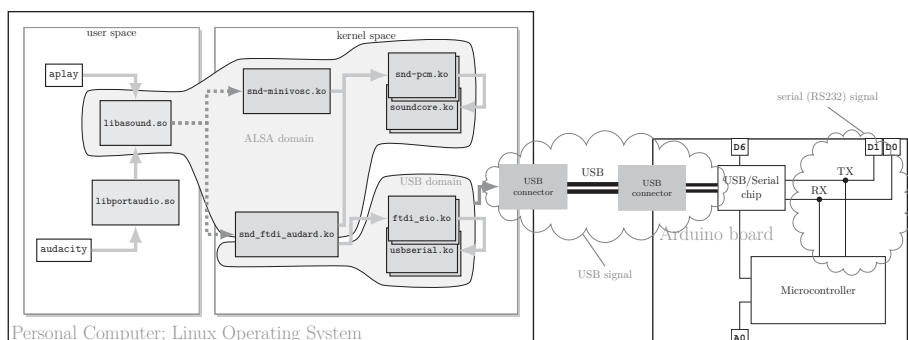 user space
kernel space
aplay
snd-minivosc.ko
snd-pcm.ko
soundcore.ko
libasound.so
ALSA domain
serial (RS232) signal
D6
D1
D0
USB domain
USB
connector
USB
USB
connector
USB/Serial
chip
TX
RX
libportaudio.so
ftdi_sio.ko
snd_ftdi_audard.ko
usbserial.ko
audacity
Arduino board
USB signal
Microcontroller
Personal Computer; Linux Operating System
A0